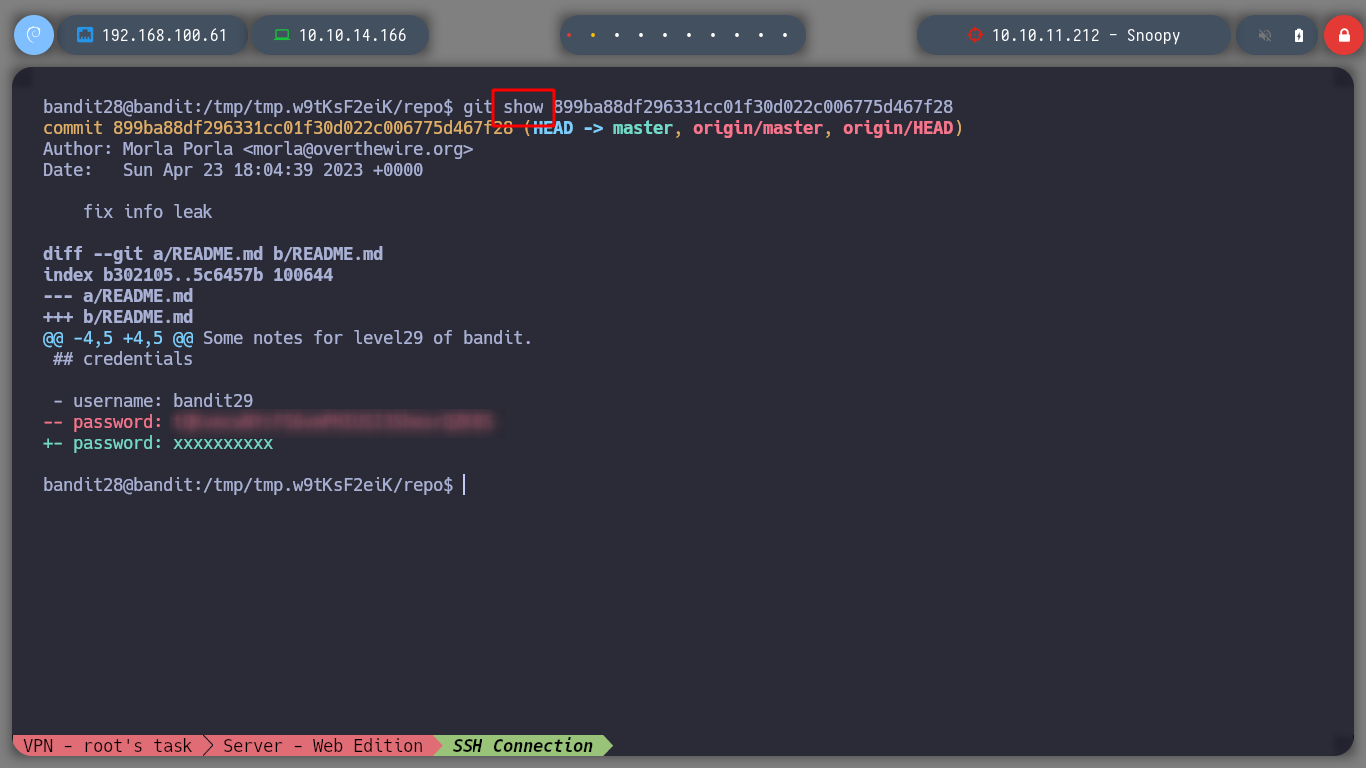 192.168.100.61
10.10.14.166
10.10.11.212 - Snoopy
bandit28@bandit:/tmp/tmp.w9tKsF2eiK/repo$ git show 899ba88df296331cc01f30d022c006775d467f28
commit 899ba88df296331cc01f30d022c006775d467f28 (HEAD -> master, origin/master, origin/HEAD)
Author: Morla Porla <morla@overthewire.org>
Date:   Sun Apr 23 18:04:39 2023 +0000
    fix info leak
diff --git a/README.md b/README.md
index b302105..5c6457b 100644
--- a/README.md
+++ b/README.md
@@ -4,5 +4,5 @@ Some notes for level29 of bandit.
 ## credentials
 - username: bandit29
-- password:
+- password: xxxxxxxxxx
bandit28@bandit:/tmp/tmp.w9tKsF2eiK/repo$
VPN - root's task
Server - Web Edition
SSH Connection